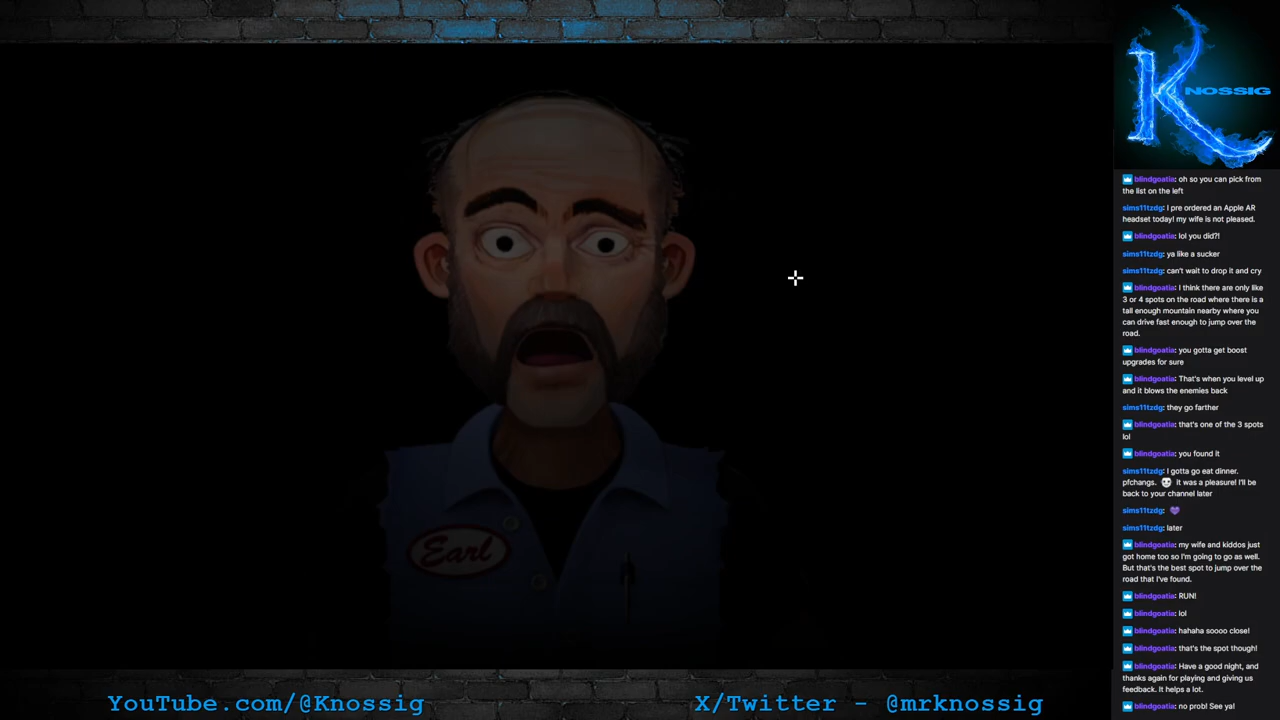 K
NOSSIG
blindgoatia: oh so you can pick from
the list on the left
sims11tzdg: I pre ordered an Apple AR
headset today! my wife is not pleased.
blindgoatia: lol you did?!
sims11tzdg: ya like a sucker
sims11tzdg: can't wait to drop it and cry
blindgoatia: I think there are only like
3 or 4 spots on the road where there is a
tall enough mountain nearby where you
can drive fast enough to jump over the
road.
blindgoatia: you gotta get boost
upgrades for sure
blindgoatia: That's when you level up
and it blows the enemies back
sims11tzdg: they go farther
blindgoatia: that's one of the 3 spots
lol
blindgoatia: you found it
sims11tzdg: I gotta go eat dinner.
pfchangs. it was a pleasure! I'll be
back to your channel later
sims11tzdg: 💜
sims11tzdg: later
blindgoatia: my wife and kiddos just
got home too so I'm going to go as well.
But that's the best spot to jump over the
road that I've found.
blindgoatia: RUN!
blindgoatia: lol
blindgoatia: hahaha soooo close!
blindgoatia: that's the spot though!
blindgoatia: Have a good night, and
thanks again for playing and giving us
feedback. It helps a lot.
blindgoatia: no prob! See ya!
Earl
YouTube.com/@Knossig
X/Twitter - @mrknossig